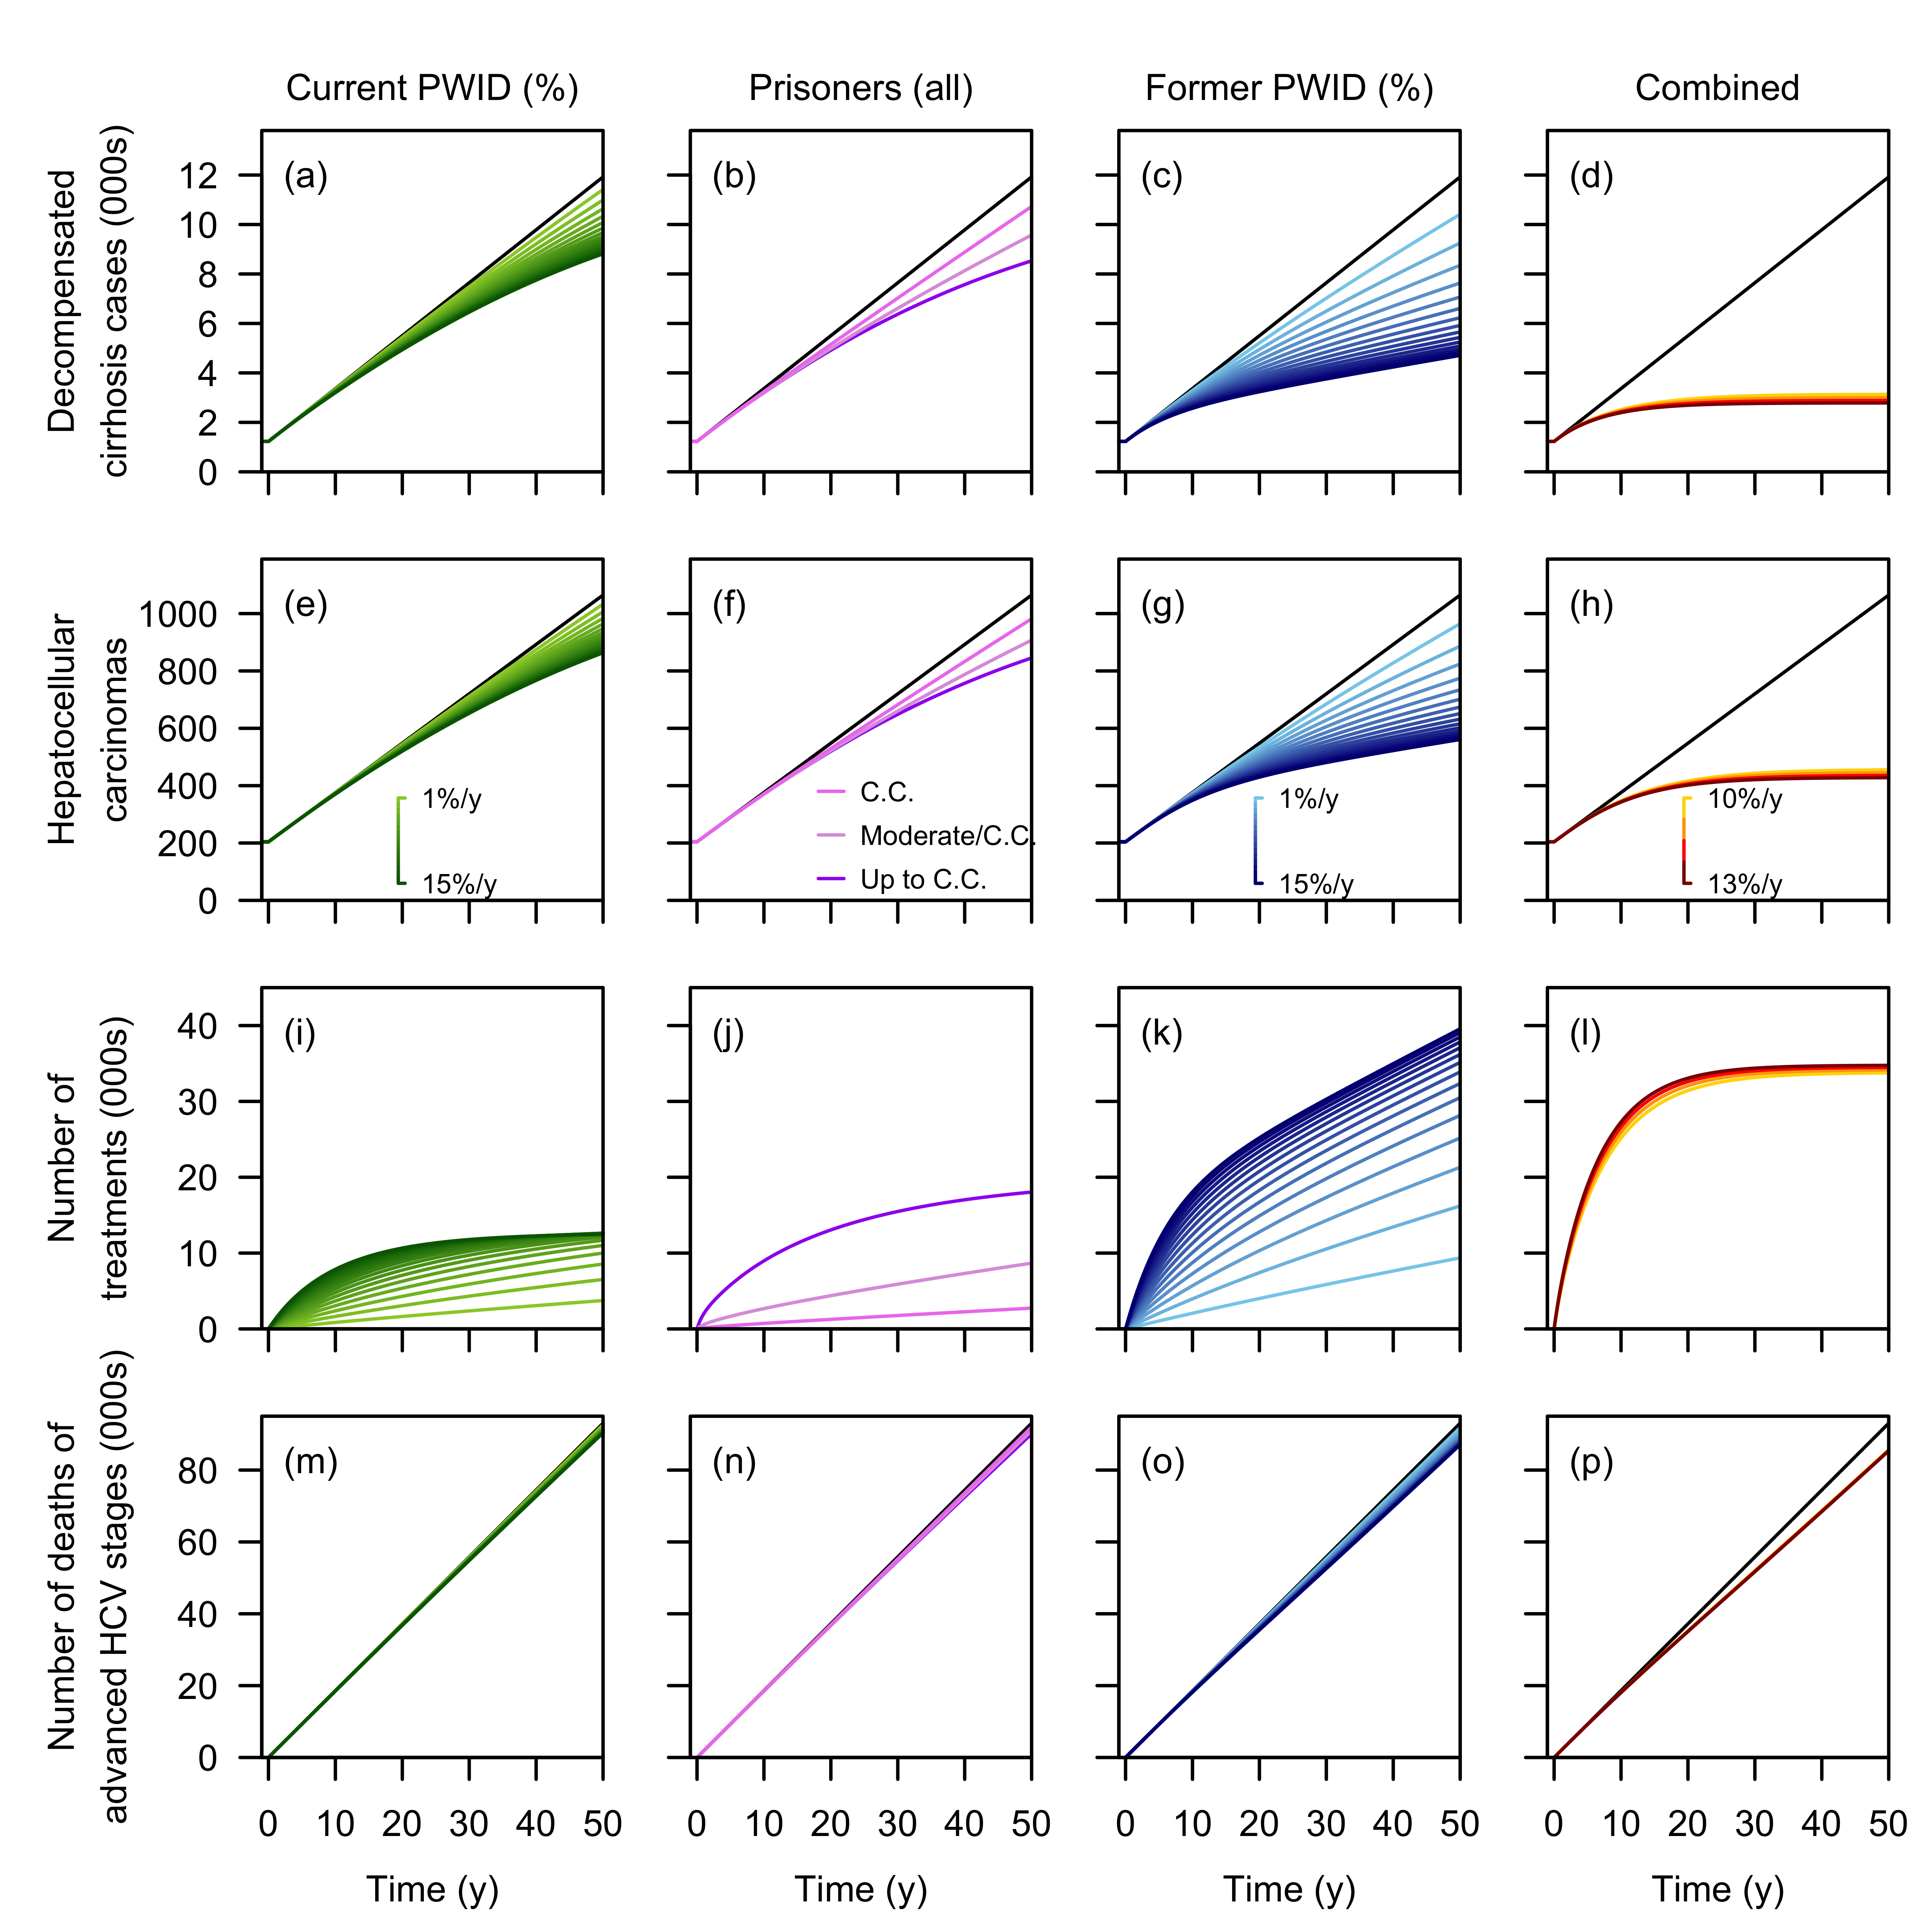 Current PWID (%)
Prisoners (all)
Former PWID (%)
Combined
Decompensated
cirrhosis cases (000s)
12
10
8
6
4
2
0
(a)
(b)
(c)
(d)
Hepatocellular
carcinomas
1000
800
600
400
200
0
(e)
1%/y
15%/y
(f)
C.C.
Moderate/C.C.
Up to C.C.
(g)
1%/y
15%/y
(h)
10%/y
13%/y
Number of
treatments (000s)
40
30
20
10
0
(i)
(j)
(k)
(l)
Number of deaths of
advanced HCV stages (000s)
80
60
40
20
0
(m)
(n)
(o)
(p)
0 10 20 30 40 50
0 10 20 30 40 50
0 10 20 30 40 50
0 10 20 30 40 50
Time (y)
Time (y)
Time (y)
Time (y)